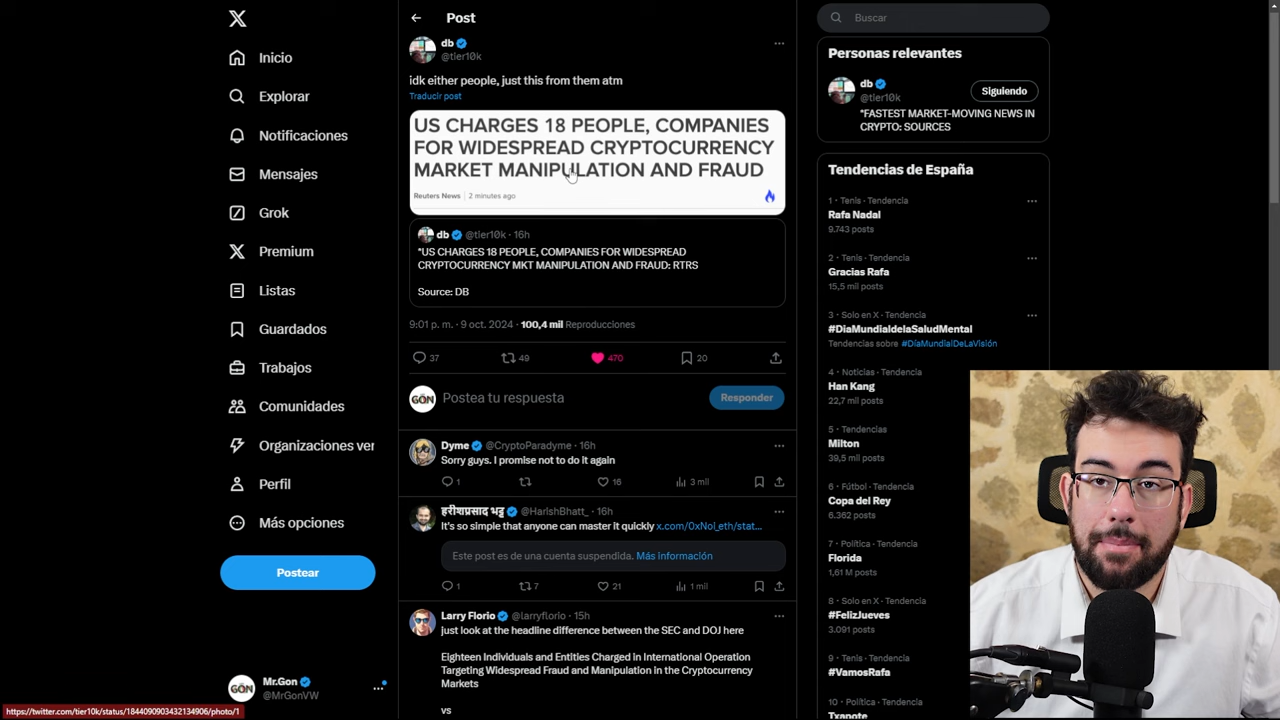 Inicio
Explorar
Notificaciones
Mensajes
Grok
Premium
Listas
Guardados
Trabajos
Comunidades
Organizaciones ver
Perfil
Más opciones
Postear
GŌN
Mr.Gon
@MrGonVW
https://twitter.com/tier10k/status/1844090903432134906/photo/1
Post
db
@tier10k
idk either people, just this from them atm
Traducir post
US CHARGES 18 PEOPLE, COMPANIES
FOR WIDESPREAD CRYPTOCURRENCY
MARKET MANIPULATION AND FRAUD
Reuters News | 2 minutes ago
db @tier10k · 16h
*US CHARGES 18 PEOPLE, COMPANIES FOR WIDESPREAD
CRYPTOCURRENCY MKT MANIPULATION AND FRAUD: RTRS
Source: DB
9:01 p. m. · 9 oct. 2024 · 100,4 mil Reproducciones
37 49 470 20
GŌN Postea tu respuesta Responder
Dyme @CryptoParadyme · 16h
Sorry guys. I promise not to do it again
1 16 3 mil
हरीशप्रसाद भट्ट @HarishBhatt_ · 16h
It's so simple that anyone can master it quickly x.com/0xNol_eth/stat...
Este post es de una cuenta suspendida. Más información
1 7 21 1 mil
Larry Florio @larryflorio · 15h
just look at the headline difference between the SEC and DOJ here
Eighteen Individuals and Entities Charged in International Operation
Targeting Widespread Fraud and Manipulation in the Cryptocurrency
Markets
vs
Buscar
Personas relevantes
db
@tier10k
Siguiendo
*FASTEST MARKET-MOVING NEWS IN
CRYPTO: SOURCES
Tendencias de España
1 · Tenis · Tendencia
Rafa Nadal
9.743 posts
2 · Tenis · Tendencia
Gracias Rafa
15,5 mil posts
3 · Solo en X · Tendencia
#DiaMundialdelaSaludMental
Tendencias sobre #DíaMundialDeLaVisión
4 · Noticias · Tendencia
Han Kang
22,7 mil posts
5 · Tendencias
Milton
39,5 mil posts
6 · Fútbol · Tendencia
Copa del Rey
6.362 posts
7 · Política · Tendencia
Florida
1,61 M posts
8 · Solo en X · Tendencia
#FelizJueves
3.091 posts
9 · Tenis · Tendencia
#VamosRafa
10 · Política · Tendencia
Txapote